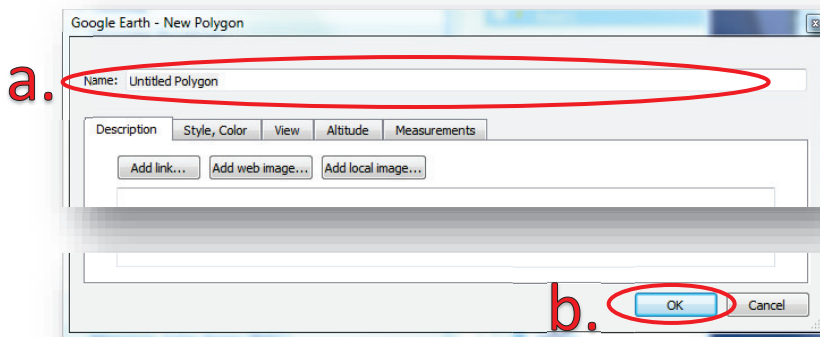 Google Earth - New Polygon
a.
Name: Untitled Polygon
Description Style, Color View Altitude Measurements
Add link... Add web image... Add local image...
b.
OK Cancel